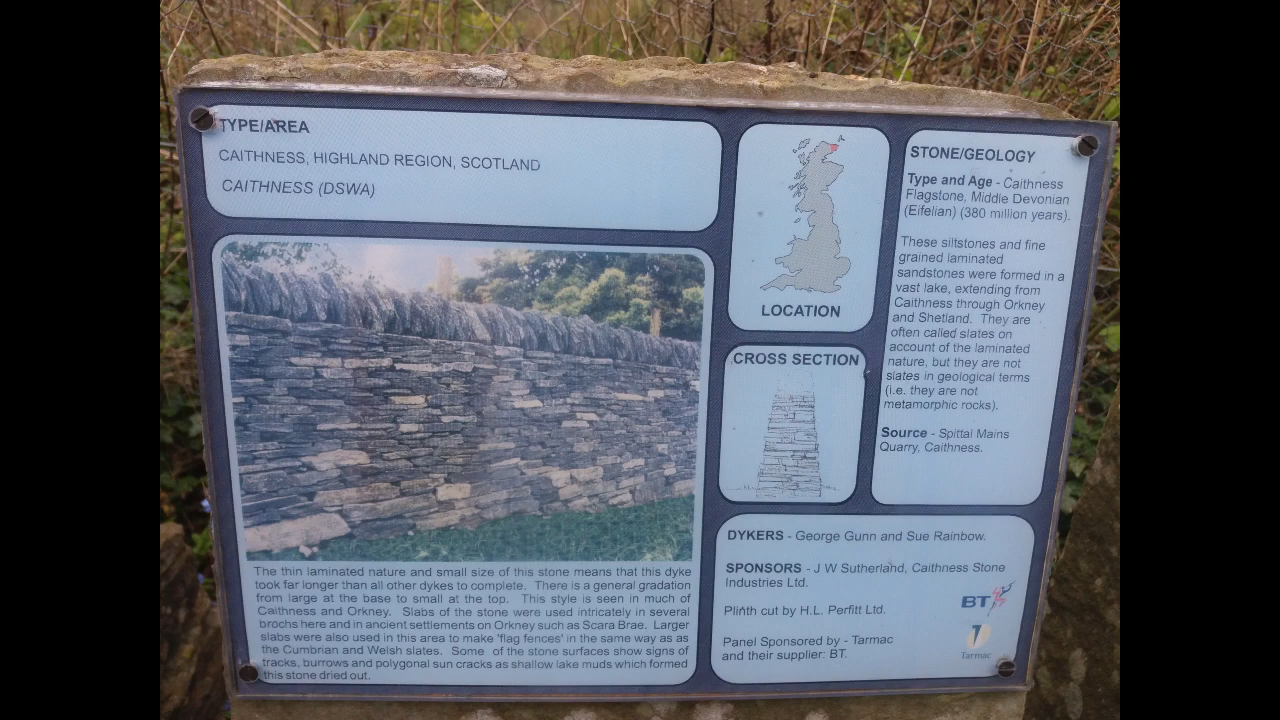 TYPE/AREA
CAITHNESS, HIGHLAND REGION, SCOTLAND
CAITHNESS (DSWA)
The thin laminated nature and small size of this stone means that this dyke
took far longer than all other dykes to complete. There is a general gradation
from large at the base to small at the top. This style is seen in much of
Caithness and Orkney. Slabs of the stone were used intricately in several
brochs here and in ancient settlements on Orkney such as Scara Brae. Larger
slabs were also used in this area to make 'flag fences' in the same way as as
the Cumbrian and Welsh slates. Some of the stone surfaces show signs of
tracks, burrows and polygonal sun cracks as shallow lake muds which formed
this stone dried out.
LOCATION
CROSS SECTION
STONE/GEOLOGY
Type and Age - Caithness
Flagstone, Middle Devonian
(Eifelian) (380 million years).
These siltstones and fine
grained laminated
sandstones were formed in a
vast lake, extending from
Caithness through Orkney
and Shetland. They are
often called slates on
account of the laminated
nature, but they are not
slates in geological terms
(i.e. they are not
metamorphic rocks).
Source - Spittal Mains
Quarry, Caithness.
DYKERS - George Gunn and Sue Rainbow.
SPONSORS - J W Sutherland, Caithness Stone
Industries Ltd.
Plinth cut by H.L. Perfitt Ltd.
Panel Sponsored by - Tarmac
and their supplier: BT.
BT
Tarmac